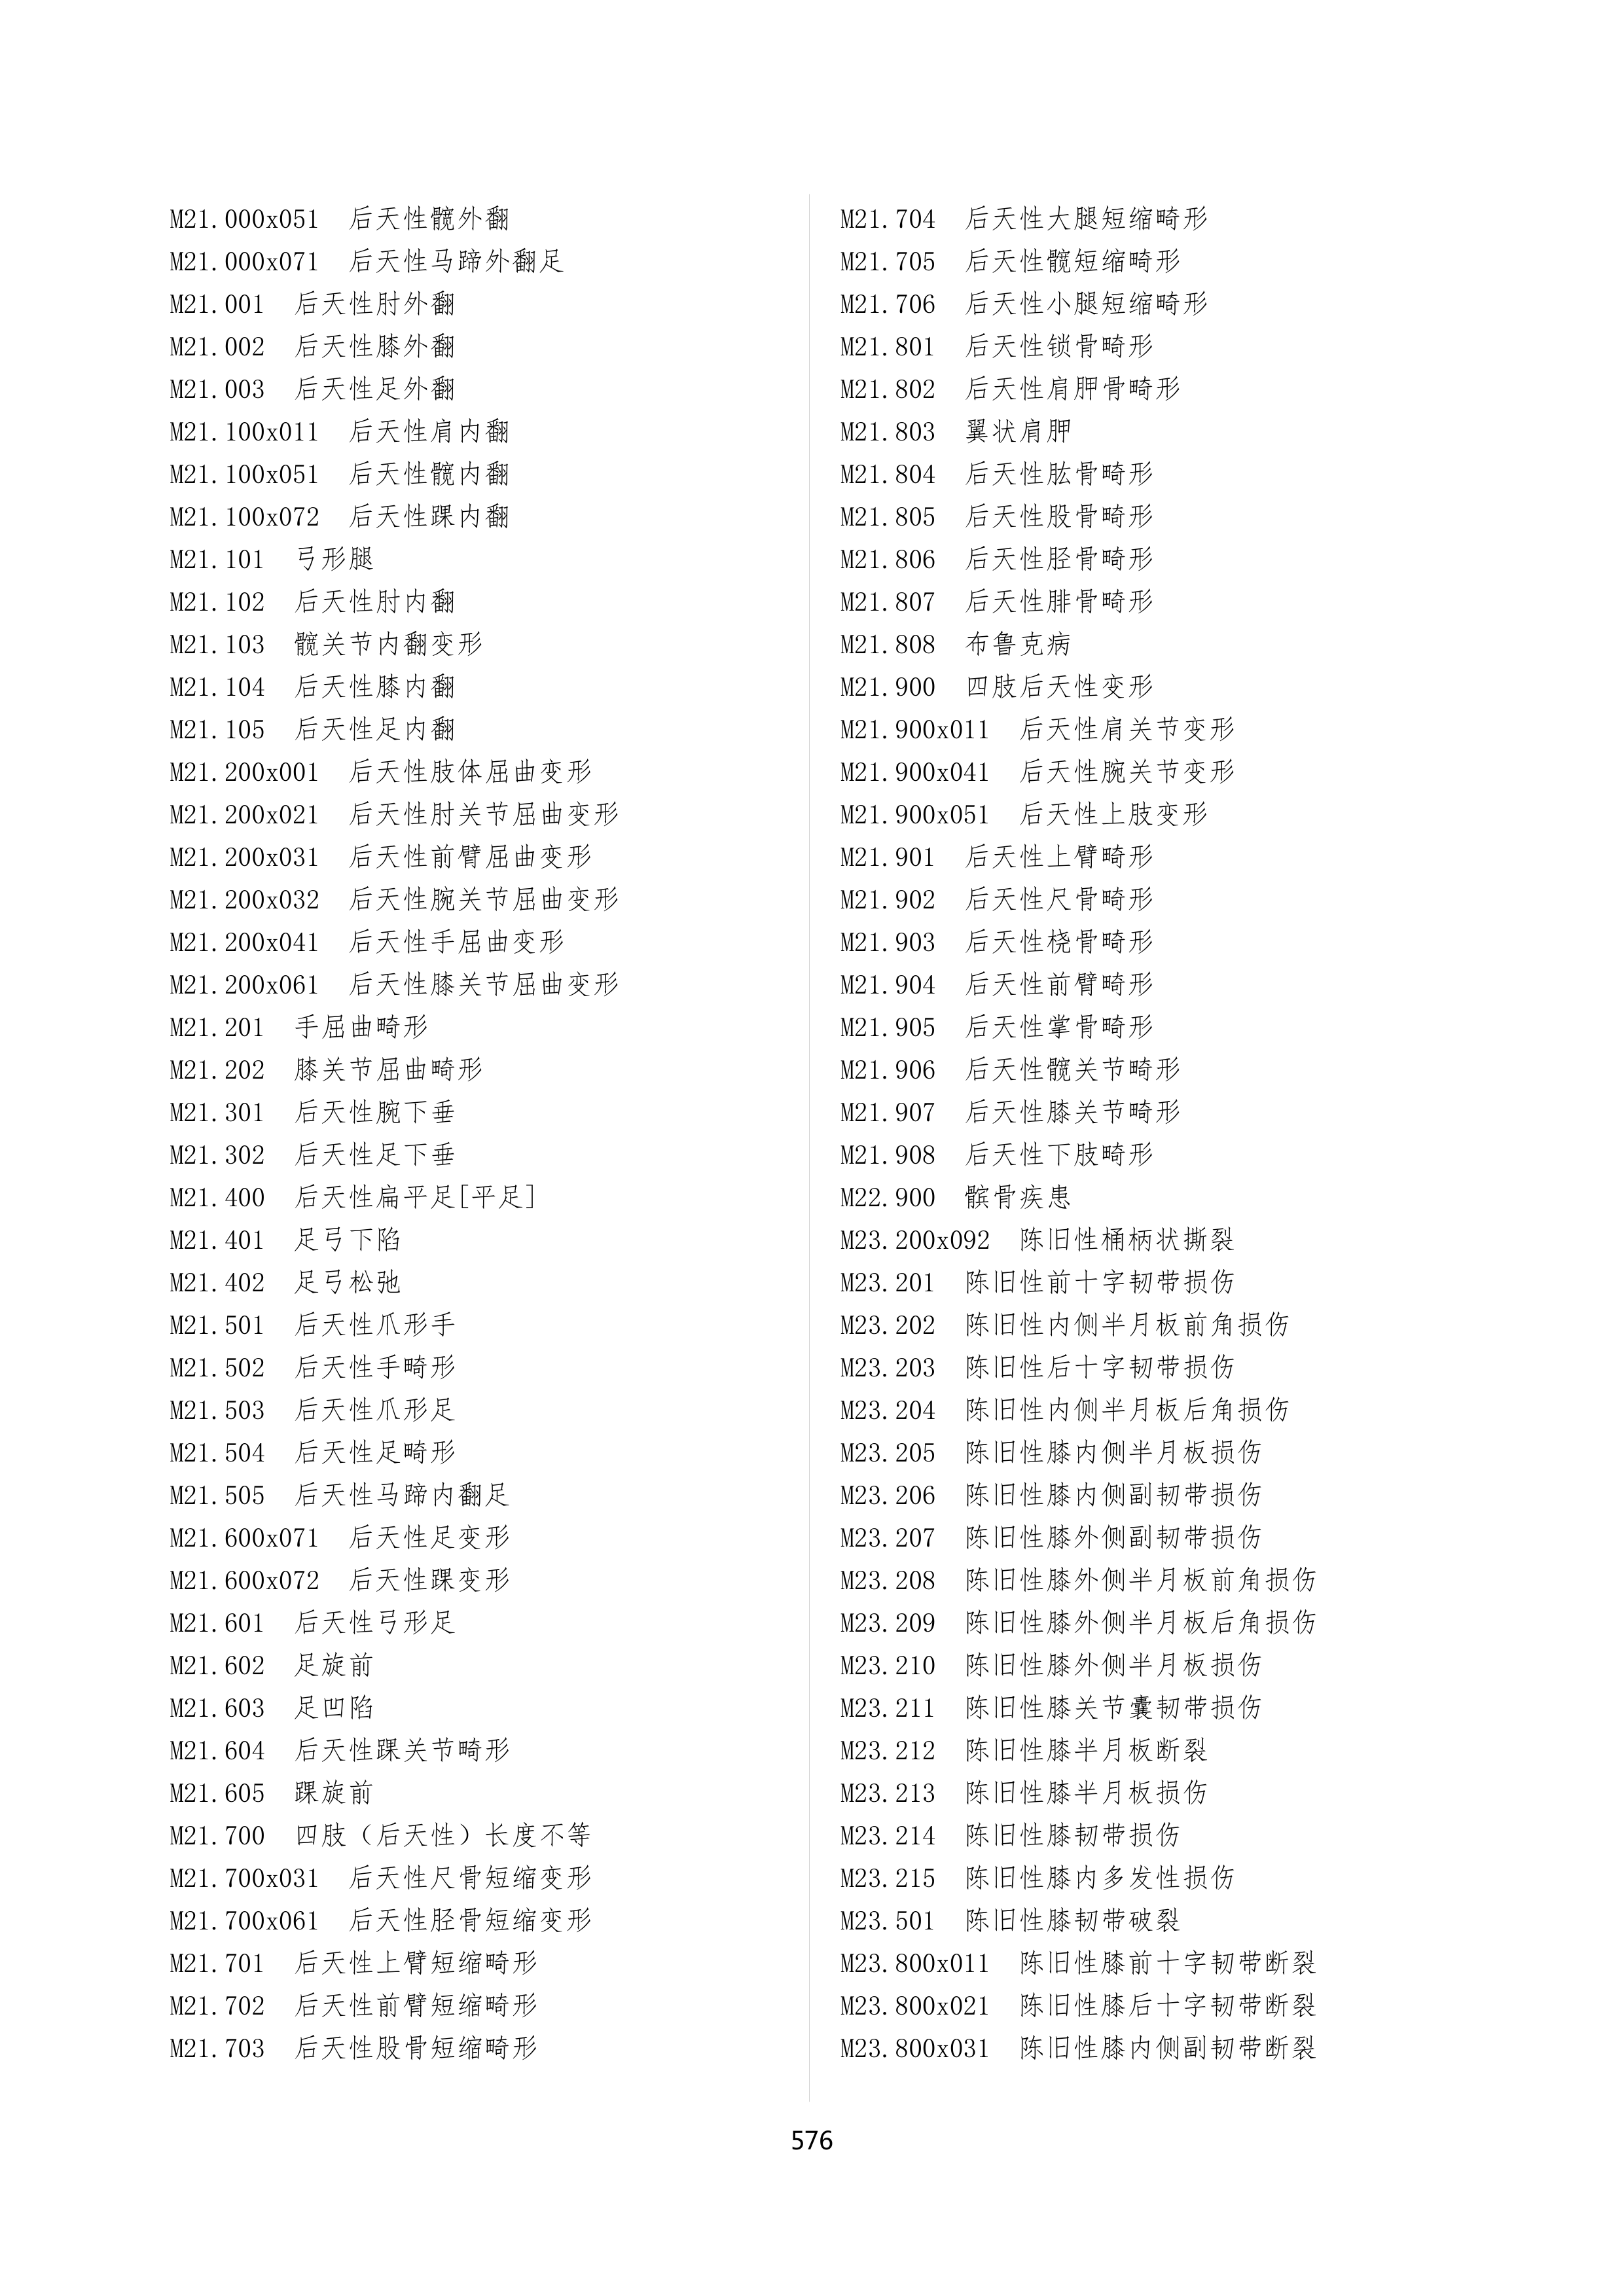 M21.000x051 后天性髋外翻
M21.000x071 后天性马蹄外翻足
M21.001 后天性肘外翻
M21.002 后天性膝外翻
M21.003 后天性足外翻
M21.100x011 后天性肩内翻
M21.100x051 后天性髋内翻
M21.100x072 后天性踝内翻
M21.101 弓形腿
M21.102 后天性肘内翻
M21.103 髋关节内翻变形
M21.104 后天性膝内翻
M21.105 后天性足内翻
M21.200x001 后天性肢体屈曲变形
M21.200x021 后天性肘关节屈曲变形
M21.200x031 后天性前臂屈曲变形
M21.200x032 后天性腕关节屈曲变形
M21.200x041 后天性手屈曲变形
M21.200x061 后天性膝关节屈曲变形
M21.201 手屈曲畸形
M21.202 膝关节屈曲畸形
M21.301 后天性腕下垂
M21.302 后天性足下垂
M21.400 后天性扁平足[平足]
M21.401 足弓下陷
M21.402 足弓松弛
M21.501 后天性爪形手
M21.502 后天性手畸形
M21.503 后天性爪形足
M21.504 后天性足畸形
M21.505 后天性马蹄内翻足
M21.600x071 后天性足变形
M21.600x072 后天性踝变形
M21.601 后天性弓形足
M21.602 足旋前
M21.603 足凹陷
M21.604 后天性踝关节畸形
M21.605 踝旋前
M21.700 四肢（后天性）长度不等
M21.700x031 后天性尺骨短缩变形
M21.700x061 后天性胫骨短缩变形
M21.701 后天性上臂短缩畸形
M21.702 后天性前臂短缩畸形
M21.703 后天性股骨短缩畸形
M21.704 后天性大腿短缩畸形
M21.705 后天性髋短缩畸形
M21.706 后天性小腿短缩畸形
M21.801 后天性锁骨畸形
M21.802 后天性肩胛骨畸形
M21.803 翼状肩胛
M21.804 后天性肱骨畸形
M21.805 后天性股骨畸形
M21.806 后天性胫骨畸形
M21.807 后天性腓骨畸形
M21.808 布鲁克病
M21.900 四肢后天性变形
M21.900x011 后天性肩关节变形
M21.900x041 后天性腕关节变形
M21.900x051 后天性上肢变形
M21.901 后天性上臂畸形
M21.902 后天性尺骨畸形
M21.903 后天性桡骨畸形
M21.904 后天性前臂畸形
M21.905 后天性掌骨畸形
M21.906 后天性髋关节畸形
M21.907 后天性膝关节畸形
M21.908 后天性下肢畸形
M22.900 髌骨疾患
M23.200x092 陈旧性桶柄状撕裂
M23.201 陈旧性前十字韧带损伤
M23.202 陈旧性内侧半月板前角损伤
M23.203 陈旧性后十字韧带损伤
M23.204 陈旧性内侧半月板后角损伤
M23.205 陈旧性膝内侧半月板损伤
M23.206 陈旧性膝内侧副韧带损伤
M23.207 陈旧性膝外侧副韧带损伤
M23.208 陈旧性膝外侧半月板前角损伤
M23.209 陈旧性膝外侧半月板后角损伤
M23.210 陈旧性膝外侧半月板损伤
M23.211 陈旧性膝关节囊韧带损伤
M23.212 陈旧性膝半月板断裂
M23.213 陈旧性膝半月板损伤
M23.214 陈旧性膝韧带损伤
M23.215 陈旧性膝内多发性损伤
M23.501 陈旧性膝韧带破裂
M23.800x011 陈旧性膝前十字韧带断裂
M23.800x021 陈旧性膝后十字韧带断裂
M23.800x031 陈旧性膝内侧副韧带断裂
576